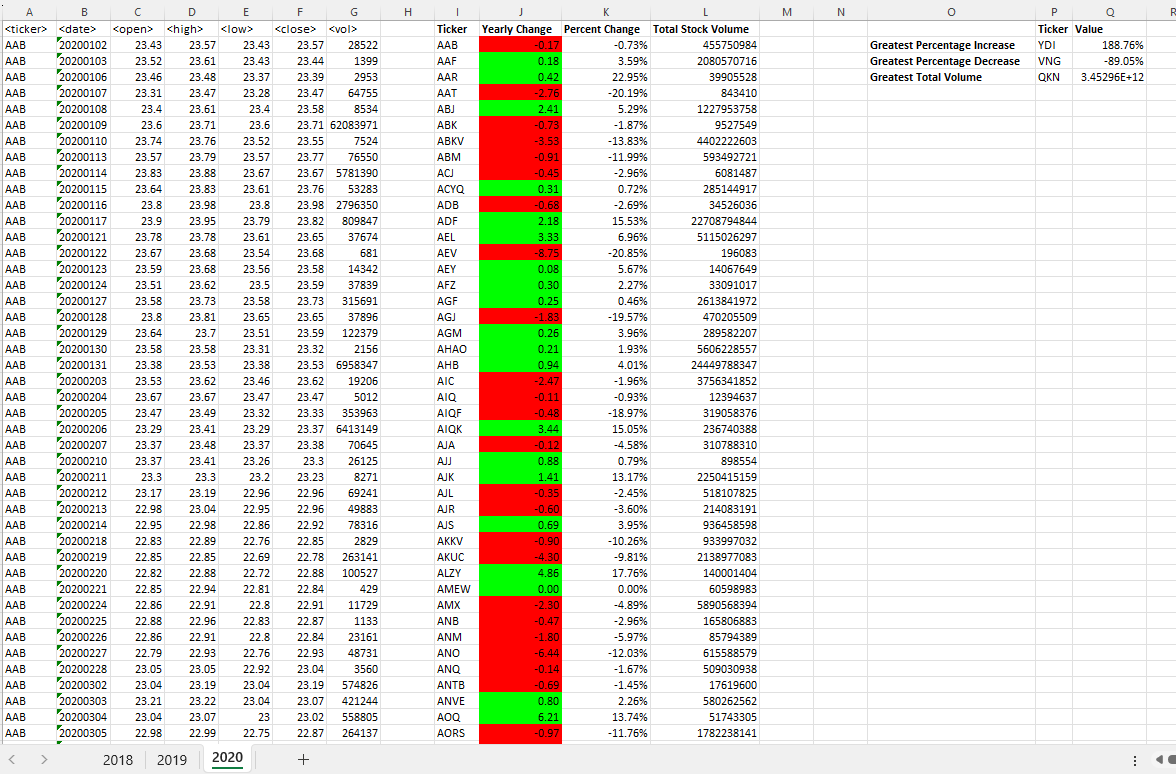 A B C D E F G H I J K L M N O P Q R
<ticker> <date> <open> <high> <low> <close> <vol> Ticker Yearly Change Percent Change Total Stock Volume Ticker Value
AAB 20200102 23.43 23.57 23.43 23.57 28522 AAB -0.17 -0.73% 455750984 Greatest Percentage Increase YDI 188.76%
AAB 20200103 23.52 23.61 23.43 23.44 1399 AAF 0.18 3.59% 2080570716 Greatest Percentage Decrease VNG -89.05%
AAB 20200106 23.46 23.48 23.37 23.39 2953 AAR 0.42 22.95% 39905528 Greatest Total Volume QKN 3.45296E+12
AAB 20200107 23.31 23.47 23.28 23.47 64755 AAT -2.76 -20.19% 843410
AAB 20200108 23.4 23.61 23.4 23.58 8534 ABJ 2.41 5.29% 1227953758
AAB 20200109 23.6 23.71 23.6 23.71 62083971 ABK -0.73 -1.87% 9527549
AAB 20200110 23.74 23.76 23.52 23.55 7524 ABKV -3.53 -13.83% 4402222603
AAB 20200113 23.57 23.79 23.57 23.77 76550 ABM -0.91 -11.99% 593492721
AAB 20200114 23.83 23.88 23.67 23.67 5781390 ACJ -0.45 -2.96% 6081487
AAB 20200115 23.64 23.83 23.61 23.76 53283 ACYQ 0.31 0.72% 285144917
AAB 20200116 23.8 23.98 23.8 23.98 2796350 ADB -0.68 -2.69% 34526036
AAB 20200117 23.9 23.95 23.79 23.82 809847 ADF 2.18 15.53% 22708794844
AAB 20200121 23.78 23.78 23.61 23.65 37674 AEL 3.33 6.96% 5115026297
AAB 20200122 23.67 23.68 23.54 23.68 681 AEV -8.75 -20.85% 196083
AAB 20200123 23.59 23.68 23.56 23.58 14342 AEY 0.08 5.67% 14067649
AAB 20200124 23.51 23.62 23.5 23.59 37839 AFZ 0.30 2.27% 33091017
AAB 20200127 23.58 23.73 23.58 23.73 315691 AGF 0.25 0.46% 2613841972
AAB 20200128 23.8 23.81 23.65 23.65 37896 AGJ -1.83 -19.57% 470205509
AAB 20200129 23.64 23.7 23.51 23.59 122379 AGM 0.26 3.96% 289582207
AAB 20200130 23.58 23.58 23.31 23.32 2156 AHAO 0.21 1.93% 5606228557
AAB 20200131 23.38 23.53 23.38 23.53 6958347 AHB 0.94 4.01% 24449788347
AAB 20200203 23.53 23.62 23.46 23.62 19206 AIC -2.47 -1.96% 3756341852
AAB 20200204 23.67 23.67 23.47 23.47 5012 AIQ -0.11 -0.93% 12394637
AAB 20200205 23.47 23.49 23.32 23.33 353963 AIQF -0.48 -18.97% 319058376
AAB 20200206 23.29 23.41 23.29 23.37 6413149 AIQK 3.44 15.05% 236740388
AAB 20200207 23.37 23.48 23.37 23.38 70645 AJA -0.12 -4.58% 310788310
AAB 20200210 23.37 23.41 23.26 23.3 26125 AJJ 0.88 0.79% 898554
AAB 20200211 23.3 23.3 23.2 23.23 8271 AJK 1.41 13.17% 2250415159
AAB 20200212 23.17 23.19 22.96 22.96 69241 AJL -0.35 -2.45% 518107825
AAB 20200213 22.98 23.04 22.95 22.96 49883 AJR -0.60 -3.60% 214083191
AAB 20200214 22.95 22.98 22.86 22.92 78316 AJS 0.69 3.95% 936458598
AAB 20200218 22.83 22.89 22.76 22.85 2829 AKKV -0.90 -10.26% 933997032
AAB 20200219 22.85 22.85 22.69 22.78 263141 AKUC -4.30 -9.81% 2138977083
AAB 20200220 22.82 22.88 22.72 22.88 100527 ALZY 4.86 17.76% 140001404
AAB 20200221 22.85 22.94 22.81 22.84 429 AMEW 0.00 0.00% 60598983
AAB 20200224 22.86 22.91 22.8 22.91 11729 AMX -2.30 -4.89% 5890568394
AAB 20200225 22.88 22.96 22.83 22.87 1133 ANB -0.47 -2.96% 165806883
AAB 20200226 22.86 22.91 22.8 22.84 23161 ANM -1.80 -5.97% 85794389
AAB 20200227 22.79 22.93 22.76 22.93 48731 ANO -6.44 -12.03% 615588579
AAB 20200228 23.05 23.05 22.92 23.04 3560 ANQ -0.14 -1.67% 509030938
AAB 20200302 23.04 23.19 23.04 23.19 574826 ANTB -0.69 -1.45% 17619600
AAB 20200303 23.21 23.22 23.04 23.07 421244 ANVE 0.80 2.26% 580262562
AAB 20200304 23.04 23.07 23 23.02 558805 AOQ 6.21 13.74% 51743305
AAB 20200305 22.98 22.99 22.75 22.87 264137 AORS -0.97 -11.76% 1782238141
2018 2019 2020